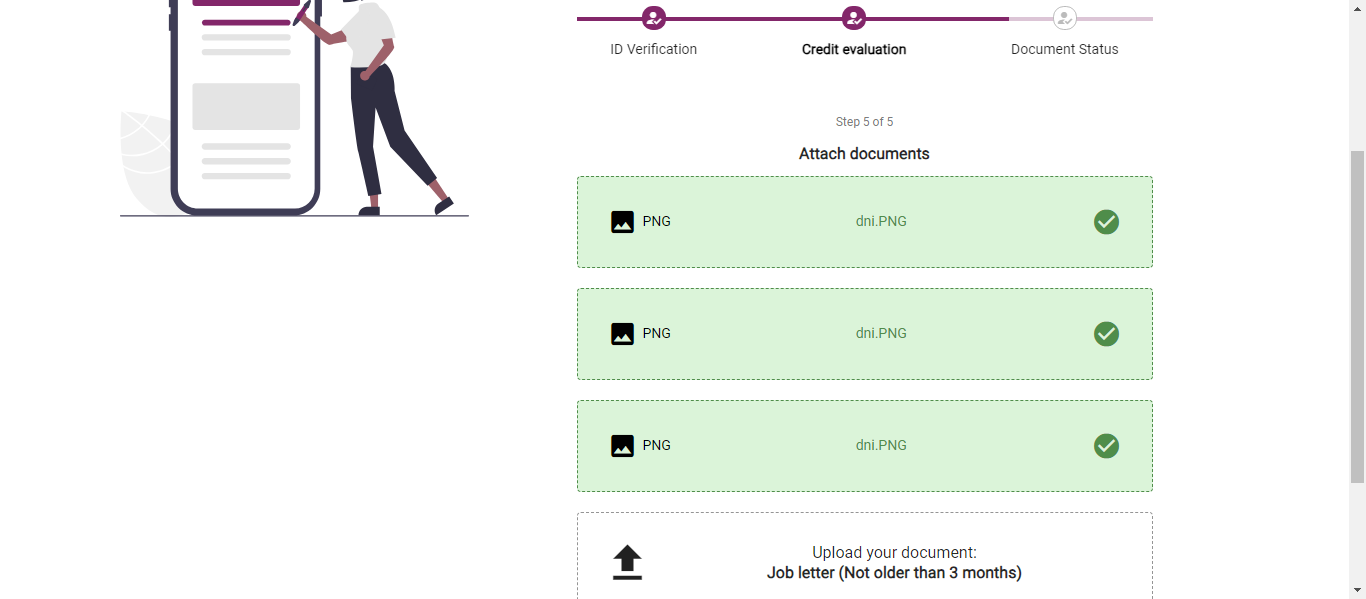 ID Verification
Credit evaluation
Document Status
Step 5 of 5
Attach documents
PNG
dni.PNG
PNG
dni.PNG
PNG
dni.PNG
Upload your document:
Job letter (Not older than 3 months)